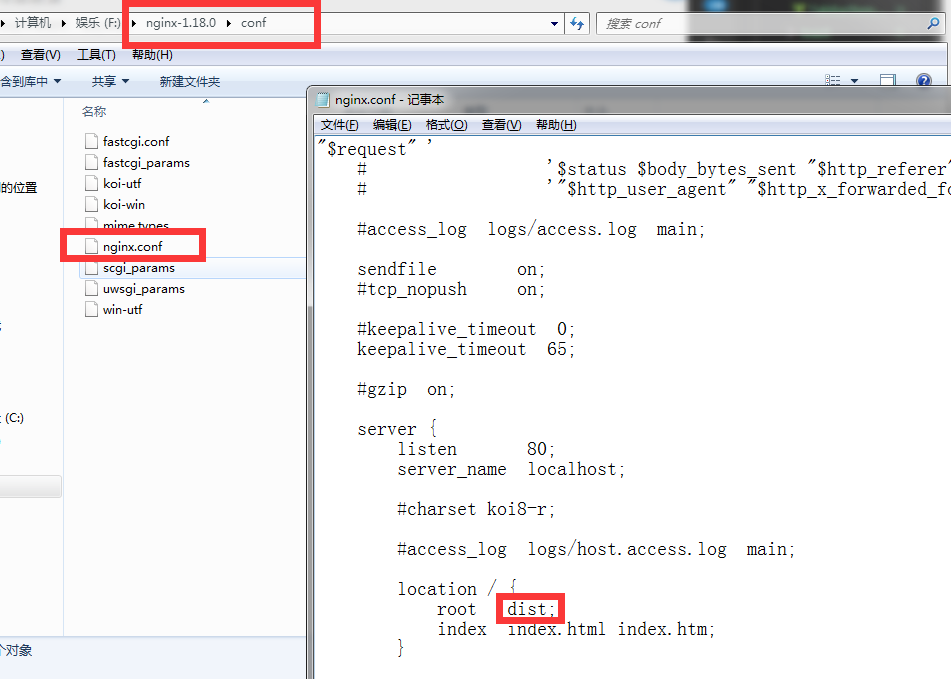 计算机 娱乐 (F:) nginx-1.18.0 conf 搜索 conf
) 查看(V) 工具(T) 帮助(H)
含到库中 共享 新建文件夹
名称
fastcgi.conf
fastcgi_params
的位置
koi-utf
koi-win
mime.types
nginx.conf
scgi_params
uwsgi_params
win-utf
(C:)
个对象
nginx.conf - 记事本
文件(F) 编辑(E) 格式(O) 查看(V) 帮助(H)
"$request" '
# '$status $body_bytes_sent "$http_referer"
# '"$http_user_agent" "$http_x_forwarded_fo
#access_log logs/access.log main;
sendfile on;
#tcp_nopush on;
#keepalive_timeout 0;
keepalive_timeout 65;
#gzip on;
server {
listen 80;
server_name localhost;
#charset koi8-r;
#access_log logs/host.access.log main;
location / {
root dist;
index index.html index.htm;
}